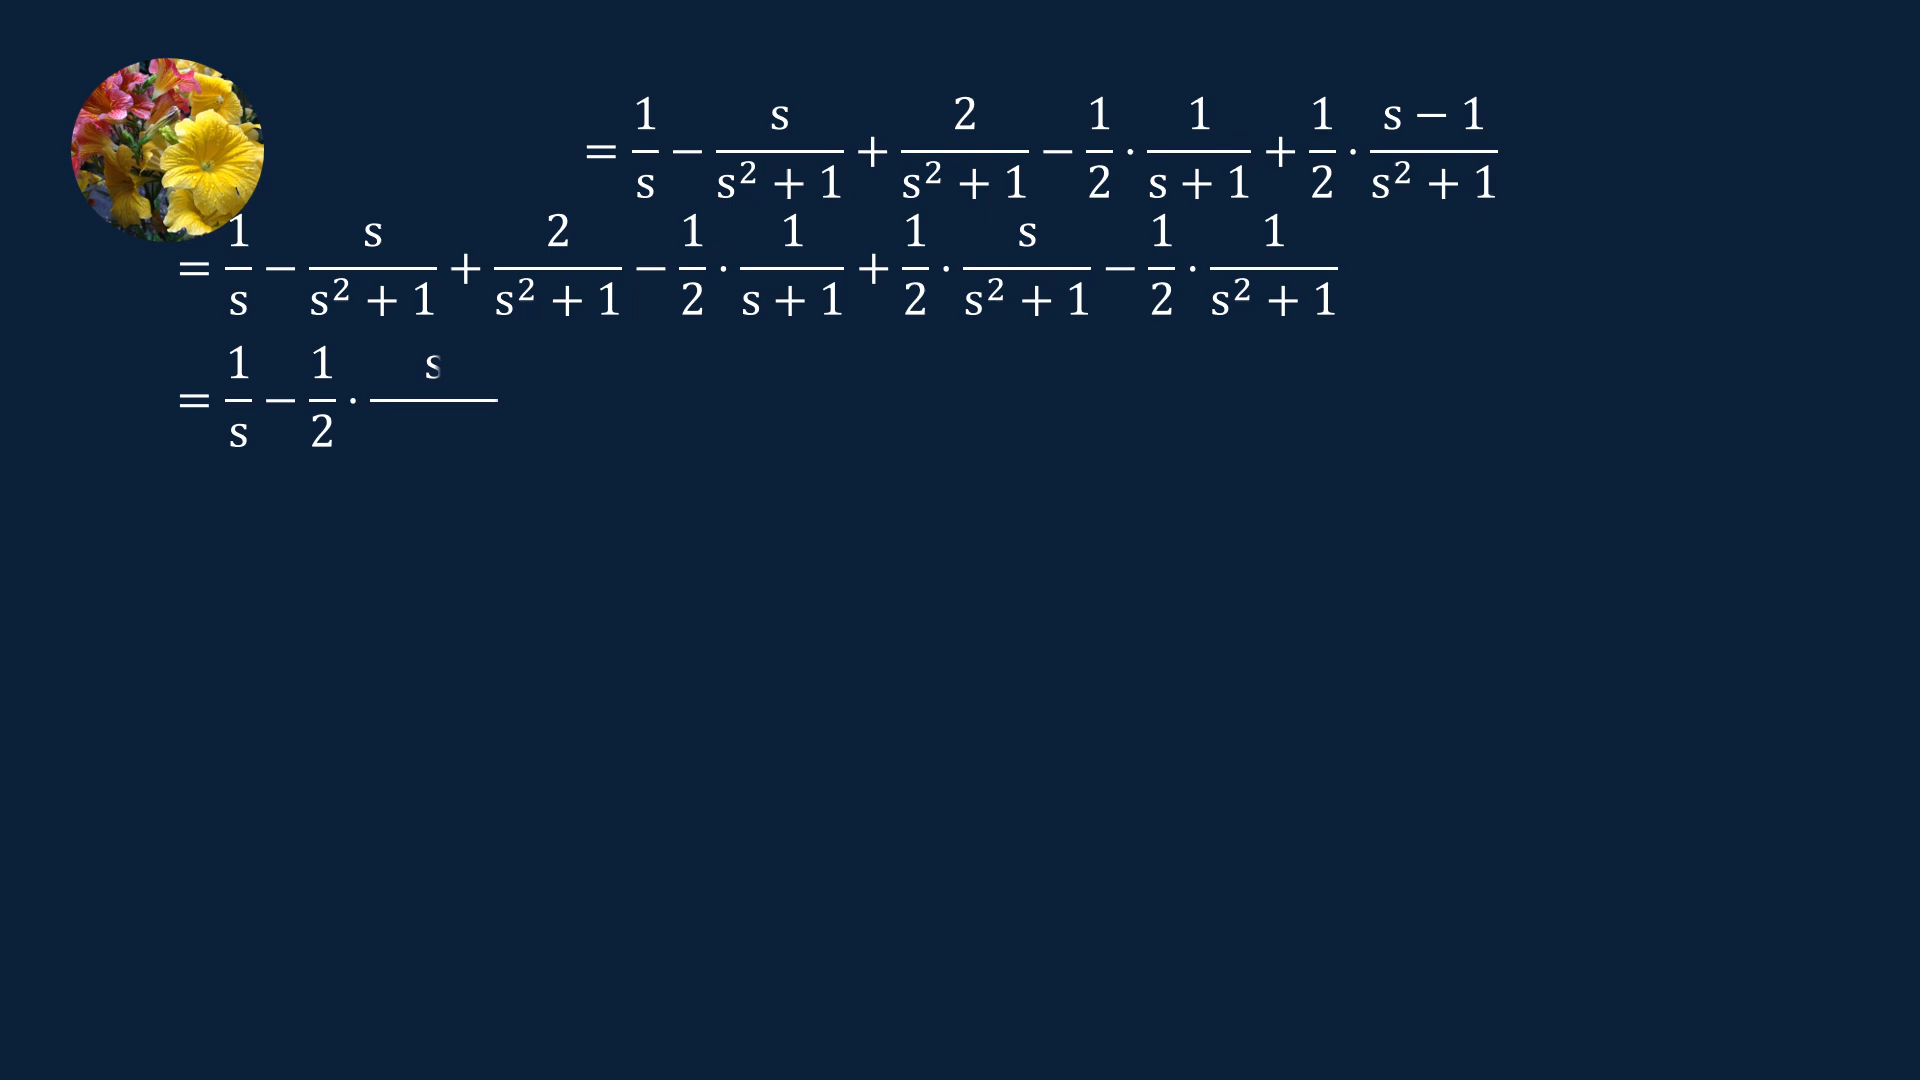 = 1/s − s/(s² + 1) + 2/(s² + 1) − 1/2 · 1/(s + 1) + 1/2 · (s − 1)/(s² + 1)
= 1/s − s/(s² + 1) + 2/(s² + 1) − 1/2 · 1/(s + 1) + 1/2 · s/(s² + 1) − 1/2 · 1/(s² + 1)
= 1/s − 1/2 · s/